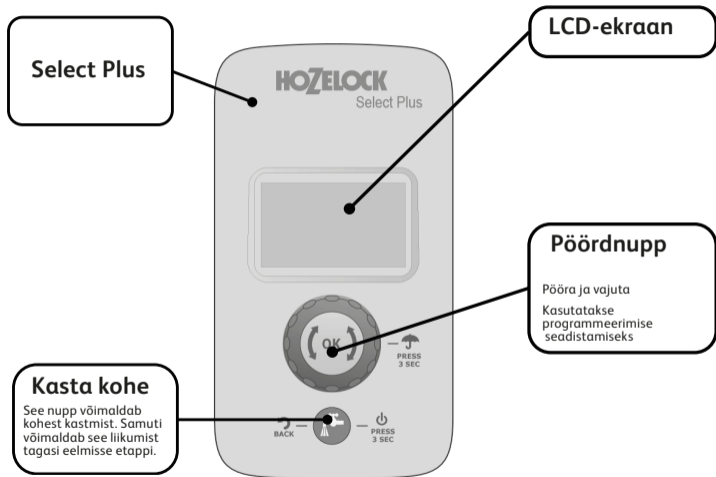 Select Plus
LCD-ekraan
HOZELOCK
Select Plus
Pöördnupp
Pööra ja vajuta
Kasutatakse
programmeerimise
seadistamiseks
OK
PRESS
3 SEC
Kasta kohe
See nupp võimaldab
kohest kastmist. Samuti
võimaldab see liikumist
tagasi eelmisse etappi.
BACK
PRESS
3 SEC